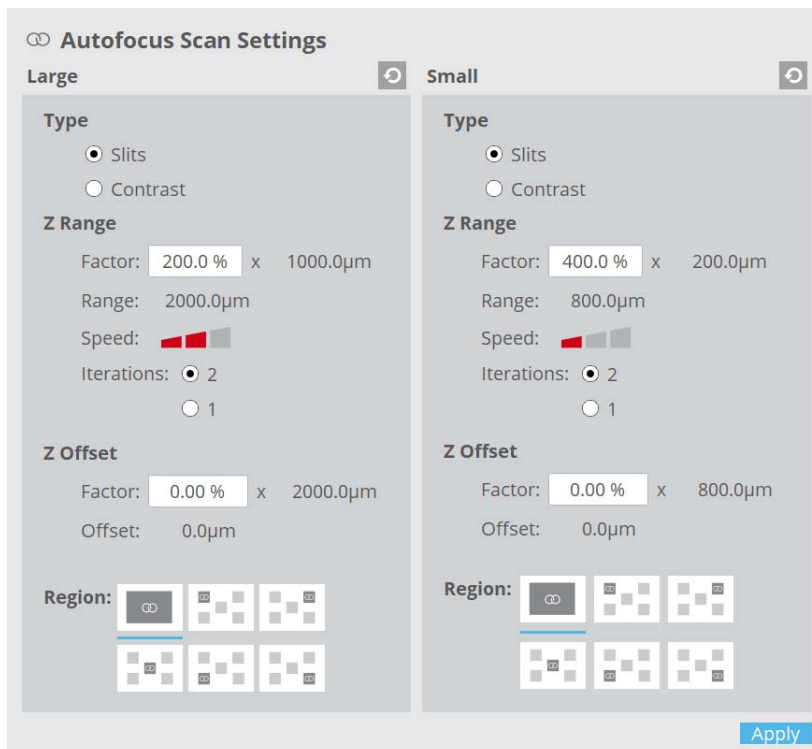 Autofocus Scan Settings
Large
Type
Slits
Contrast
Z Range
Factor: 200.0 % x 1000.0µm
Range: 2000.0µm
Speed:
Iterations: 2
1
Z Offset
Factor: 0.00 % x 2000.0µm
Offset: 0.0µm
Region:
Small
Type
Slits
Contrast
Z Range
Factor: 400.0 % x 200.0µm
Range: 800.0µm
Speed:
Iterations: 2
1
Z Offset
Factor: 0.00 % x 800.0µm
Offset: 0.0µm
Region:
Apply